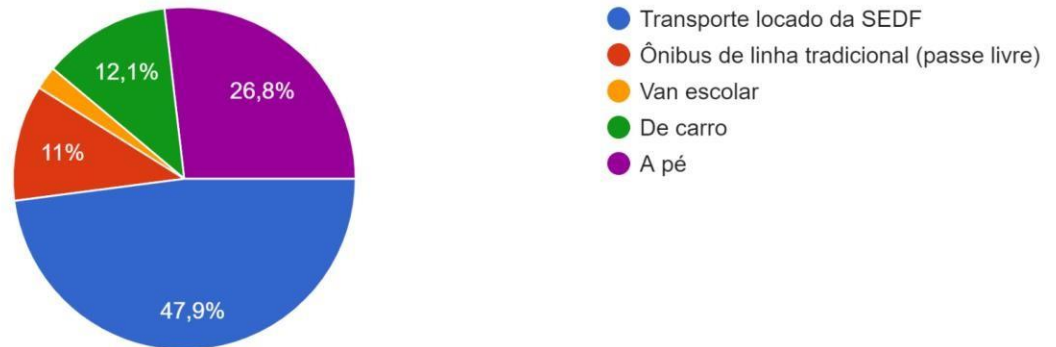 12,1%
26,8%
11%
47,9%
Transporte locado da SEDF
Ônibus de linha tradicional (passe livre)
Van escolar
De carro
A pé